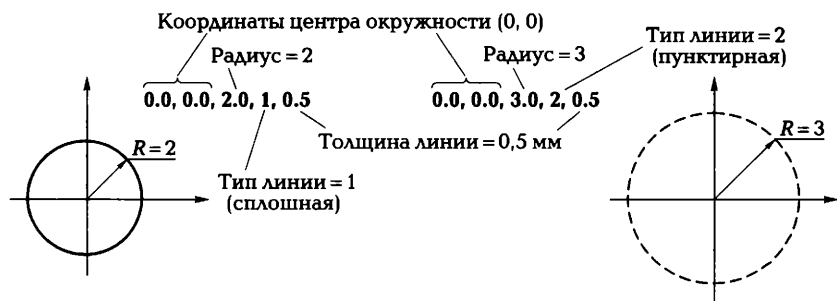 Координаты центра окружности (0, 0)
Радиус = 2
Радиус = 3
Тип линии = 2
(пунктирная)
0.0, 0.0, 2.0, 1, 0.5
0.0, 0.0, 3.0, 2, 0.5
R = 2
Толщина линии = 0,5 мм
R = 3
Тип линии = 1
(сплошная)